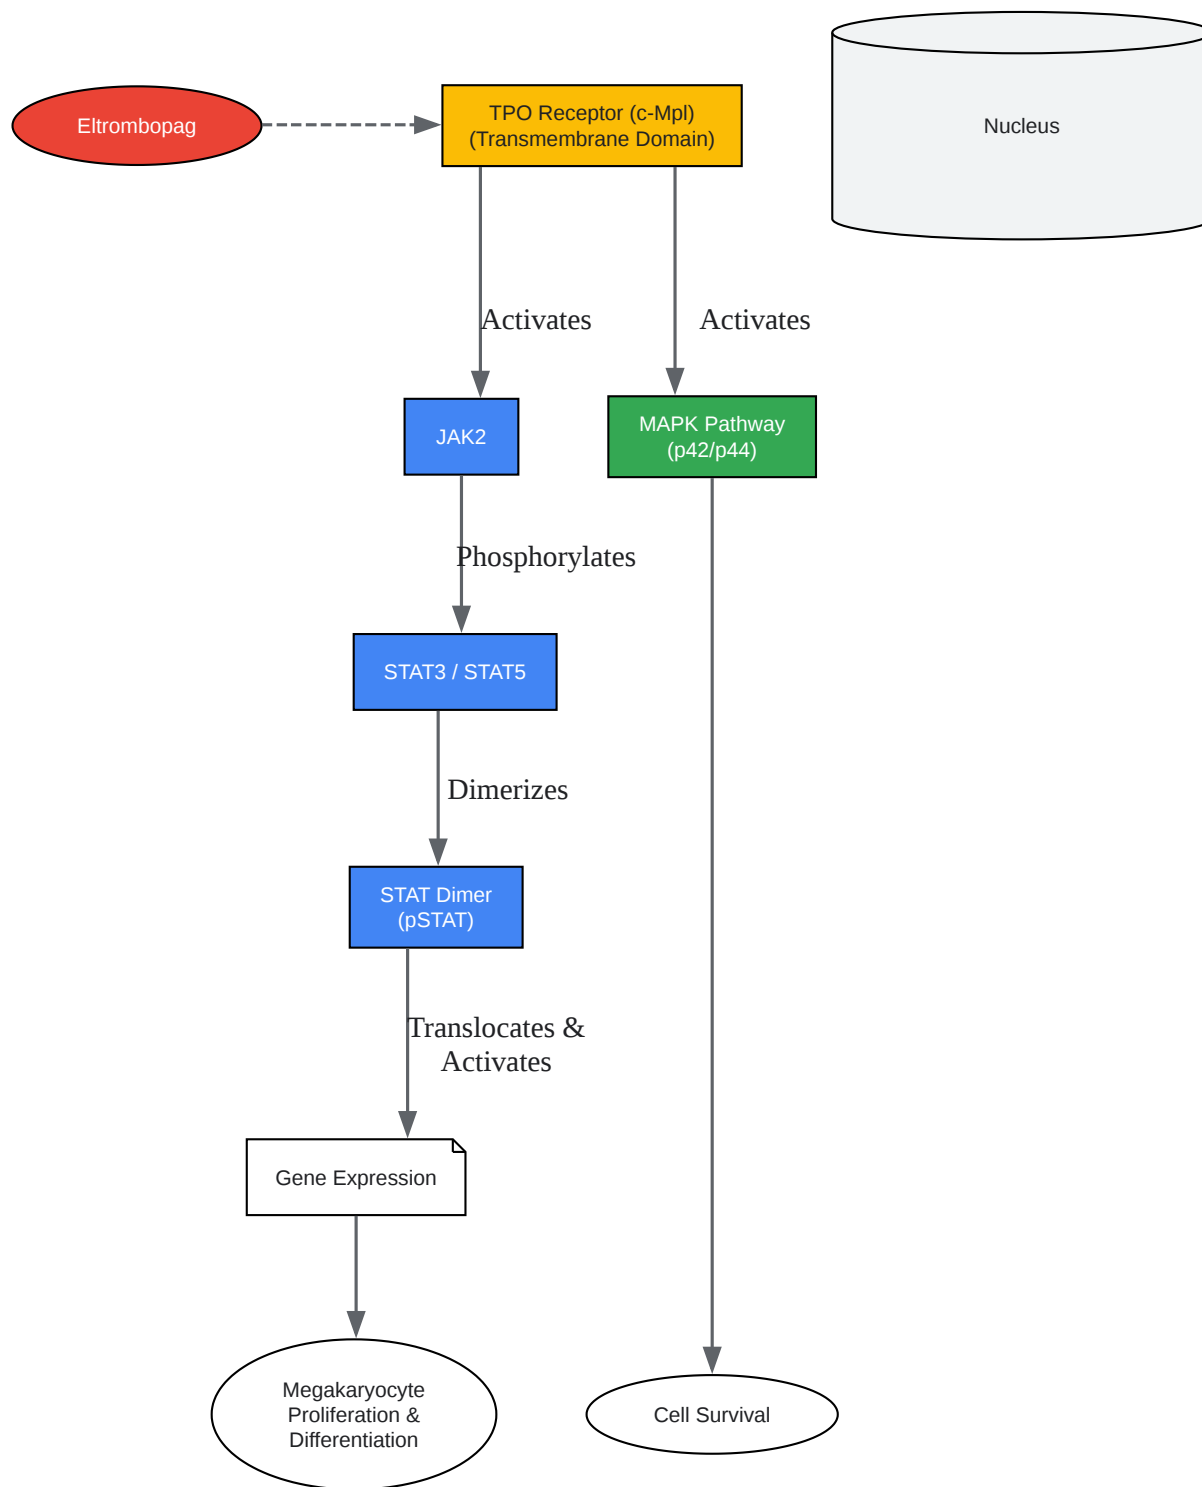 Eltrombopag
TPO Receptor (c-Mpl)
(Transmembrane Domain)
Nucleus
Activates
Activates
JAK2
MAPK Pathway
(p42/p44)
Phosphorylates
STAT3 / STAT5
Dimerizes
STAT Dimer
(pSTAT)
Translocates &
Activates
Gene Expression
Megakaryocyte
Proliferation &
Differentiation
Cell Survival